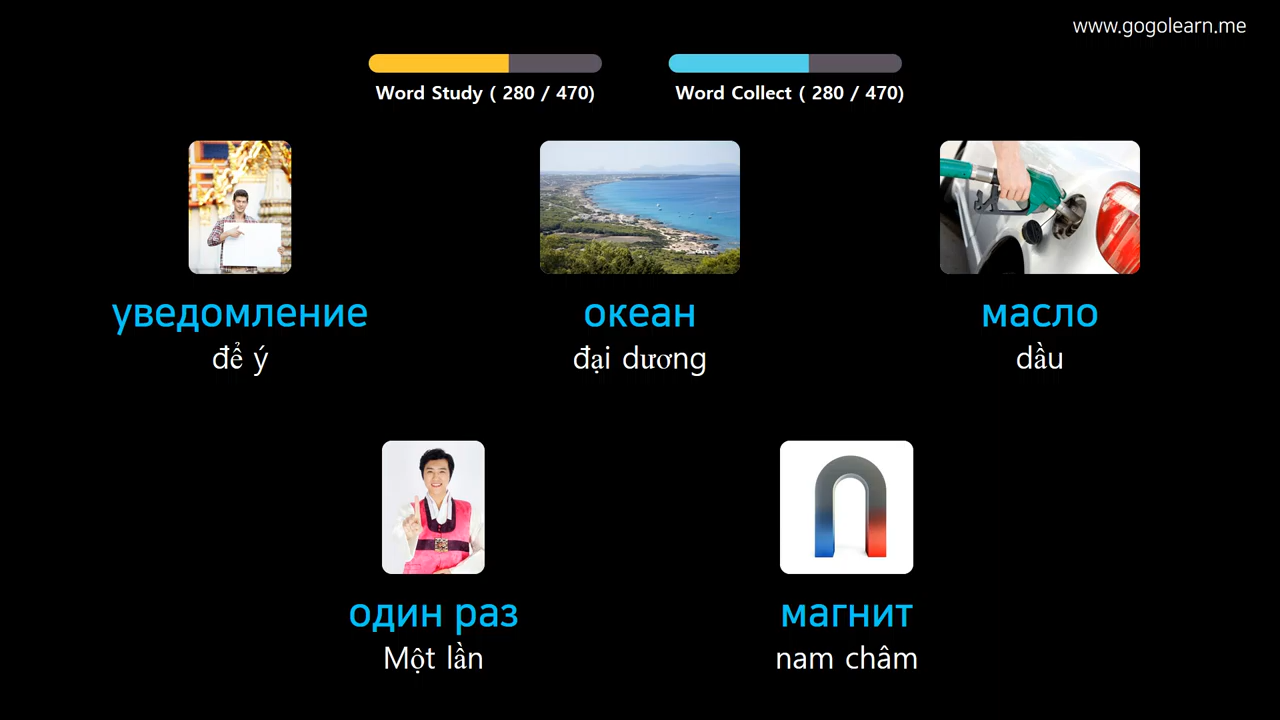 www.gogolearn.me
Word Study ( 280 / 470)
Word Collect ( 280 / 470)
уведомление
để ý
океан
đại dương
масло
dầu
один раз
Một lần
магнит
nam châm